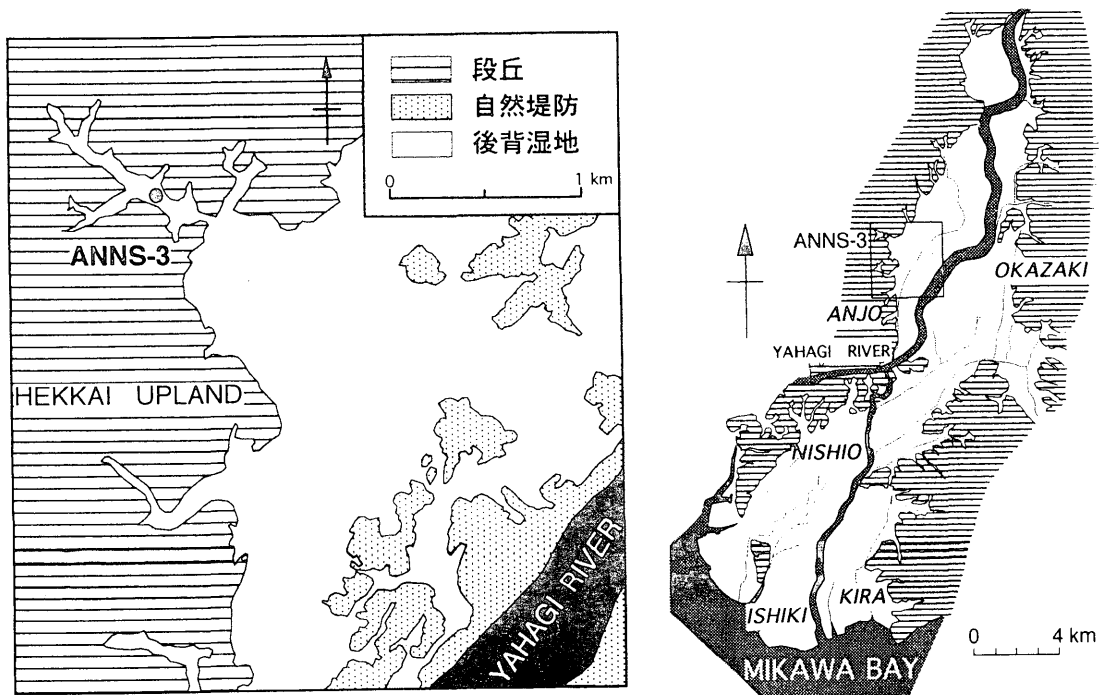 段丘
自然堤防
後背湿地
0 1 km
ANNS-3
HEKKAI UPLAND
YAHAGI RIVER
ANNS-3
OKAZAKI
ANJO
YAHAGI RIVER
NISHIO
KIRA
ISHIKI
0 4 km
MIKAWA BAY